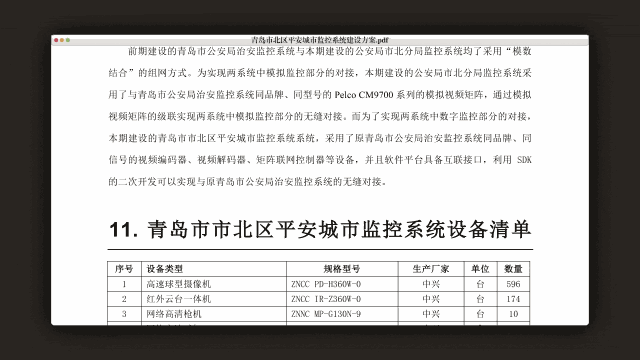 青岛市北区平安城市监控系统建设方案.pdf
前期建设的青岛市公安局治安监控系统与本期建设的公安局市北分局监控系统均了采用“模数
结合”的组网方式。为实现两系统中模拟监控部分的对接，本期建设的公安局市北分局监控系统采
用了与青岛市公安局治安监控系统同品牌、同型号的 Pelco CM9700 系列的模拟视频矩阵，通过模拟
视频矩阵的级联实现两系统中模拟监控部分的无缝对接。而为了实现两系统中数字监控部分的对接，
本期建设的青岛市市北区平安城市监控系统系统，采用了原青岛市公安局治安监控系统同品牌、同
信号的视频编码器、视频解码器、矩阵联网控制器等设备，并且软件平台具备互联接口，利用 SDK
的二次开发可以实现与原青岛市公安局治安监控系统的无缝对接。
11. 青岛市市北区平安城市监控系统设备清单
序号 设备类型 规格型号 生产厂家 单位 数量
1 高速球型摄像机 ZNCC PD-H360W-0 中兴 台 596
2 红外云台一体机 ZNCC IR-Z360W-0 中兴 台 174
3 网络高清枪机 ZNNC MP-G130N-9 中兴 台 10